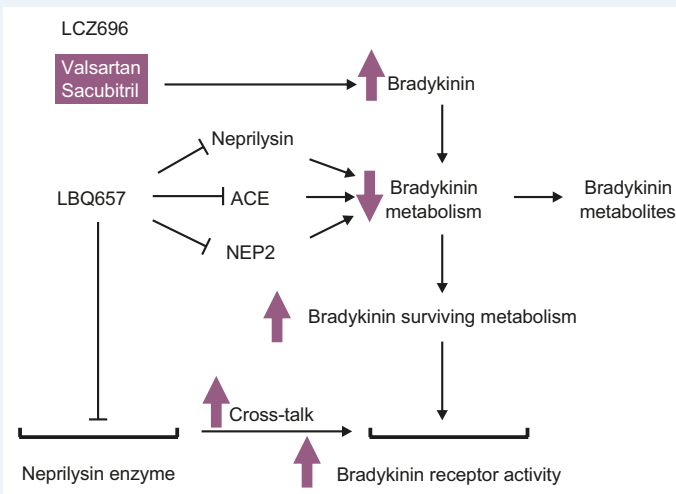 LCZ696
Valsartan
Sacubitril
Bradykinin
Neprilysin
LBQ657
ACE
NEP2
Bradykinin
metabolism
Bradykinin
metabolites
Bradykinin surviving metabolism
Cross-talk
Neprilysin enzyme
Bradykinin receptor activity